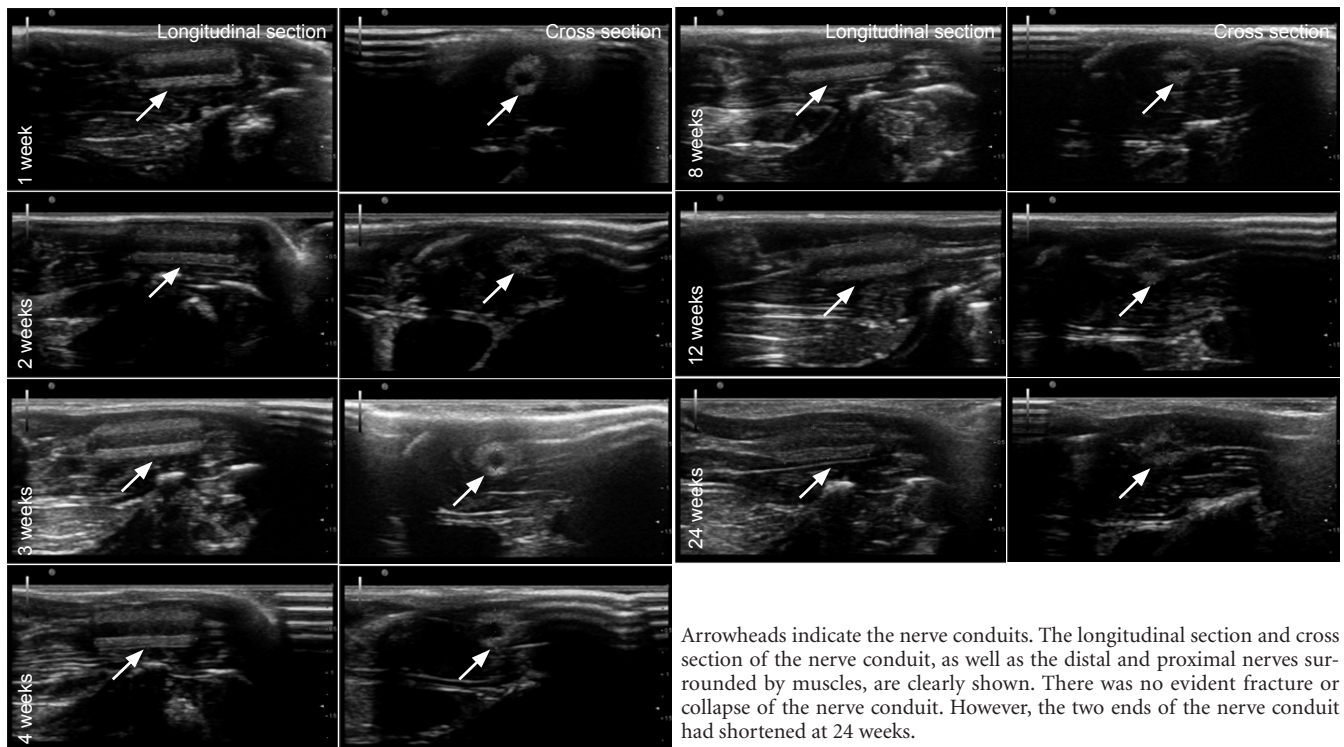 Longitudinal section
Cross section
1 week
2 weeks
3 weeks
4 weeks
Longitudinal section
Cross section
8 weeks
12 weeks
24 weeks
Arrowheads indicate the nerve conduits. The longitudinal section and cross
section of the nerve conduit, as well as the distal and proximal nerves sur-
rounded by muscles, are clearly shown. There was no evident fracture or
collapse of the nerve conduit. However, the two ends of the nerve conduit
had shortened at 24 weeks.